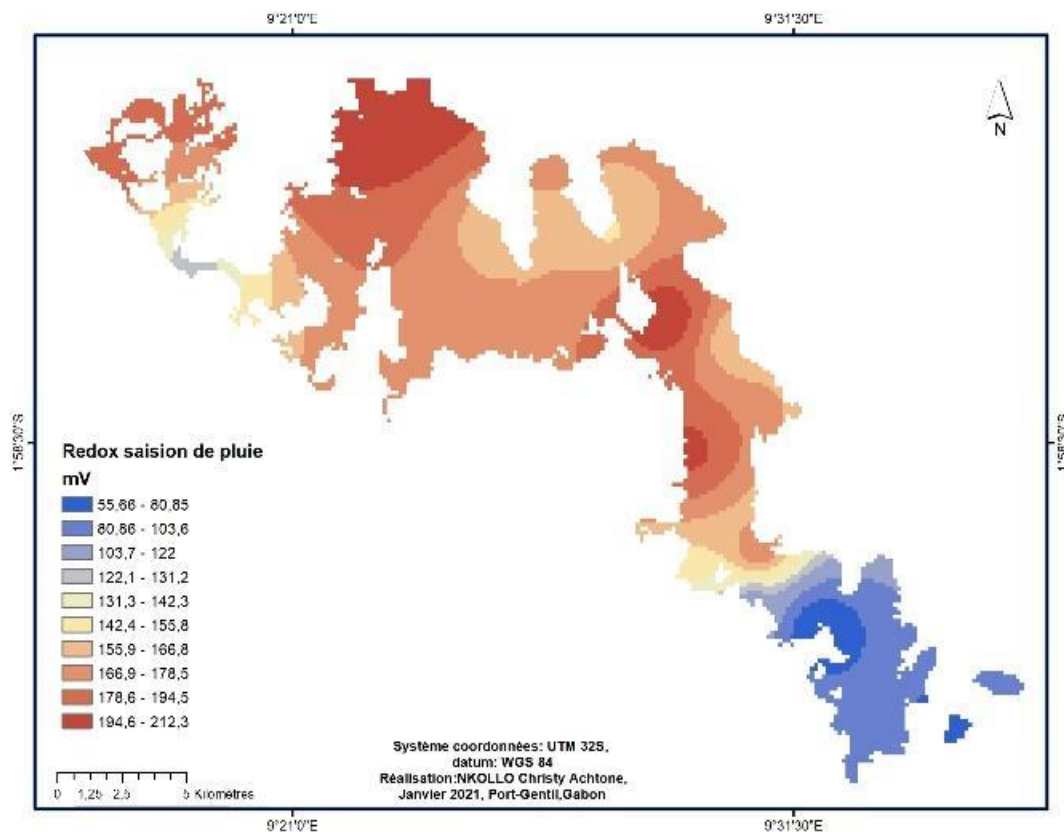 9°21'0"E 9°31'30"E
N
1°58'30"S 1°58'30"S
Redox saision de pluie
mV
55,66 - 80,85
80,86 - 103,6
103,7 - 122
122,1 - 131,2
131,3 - 142,3
142,4 - 155,8
155,9 - 166,8
166,9 - 178,5
178,6 - 194,5
194,6 - 212,3
Système coordonnées: UTM 32S,
datum: WGS 84
Réalisation:NKOLLO Christy Achtone,
Janvier 2021, Port-Gentil,Gabon
0 1,25 2,5 5 Kilomètres
9°21'0"E 9°31'30"E